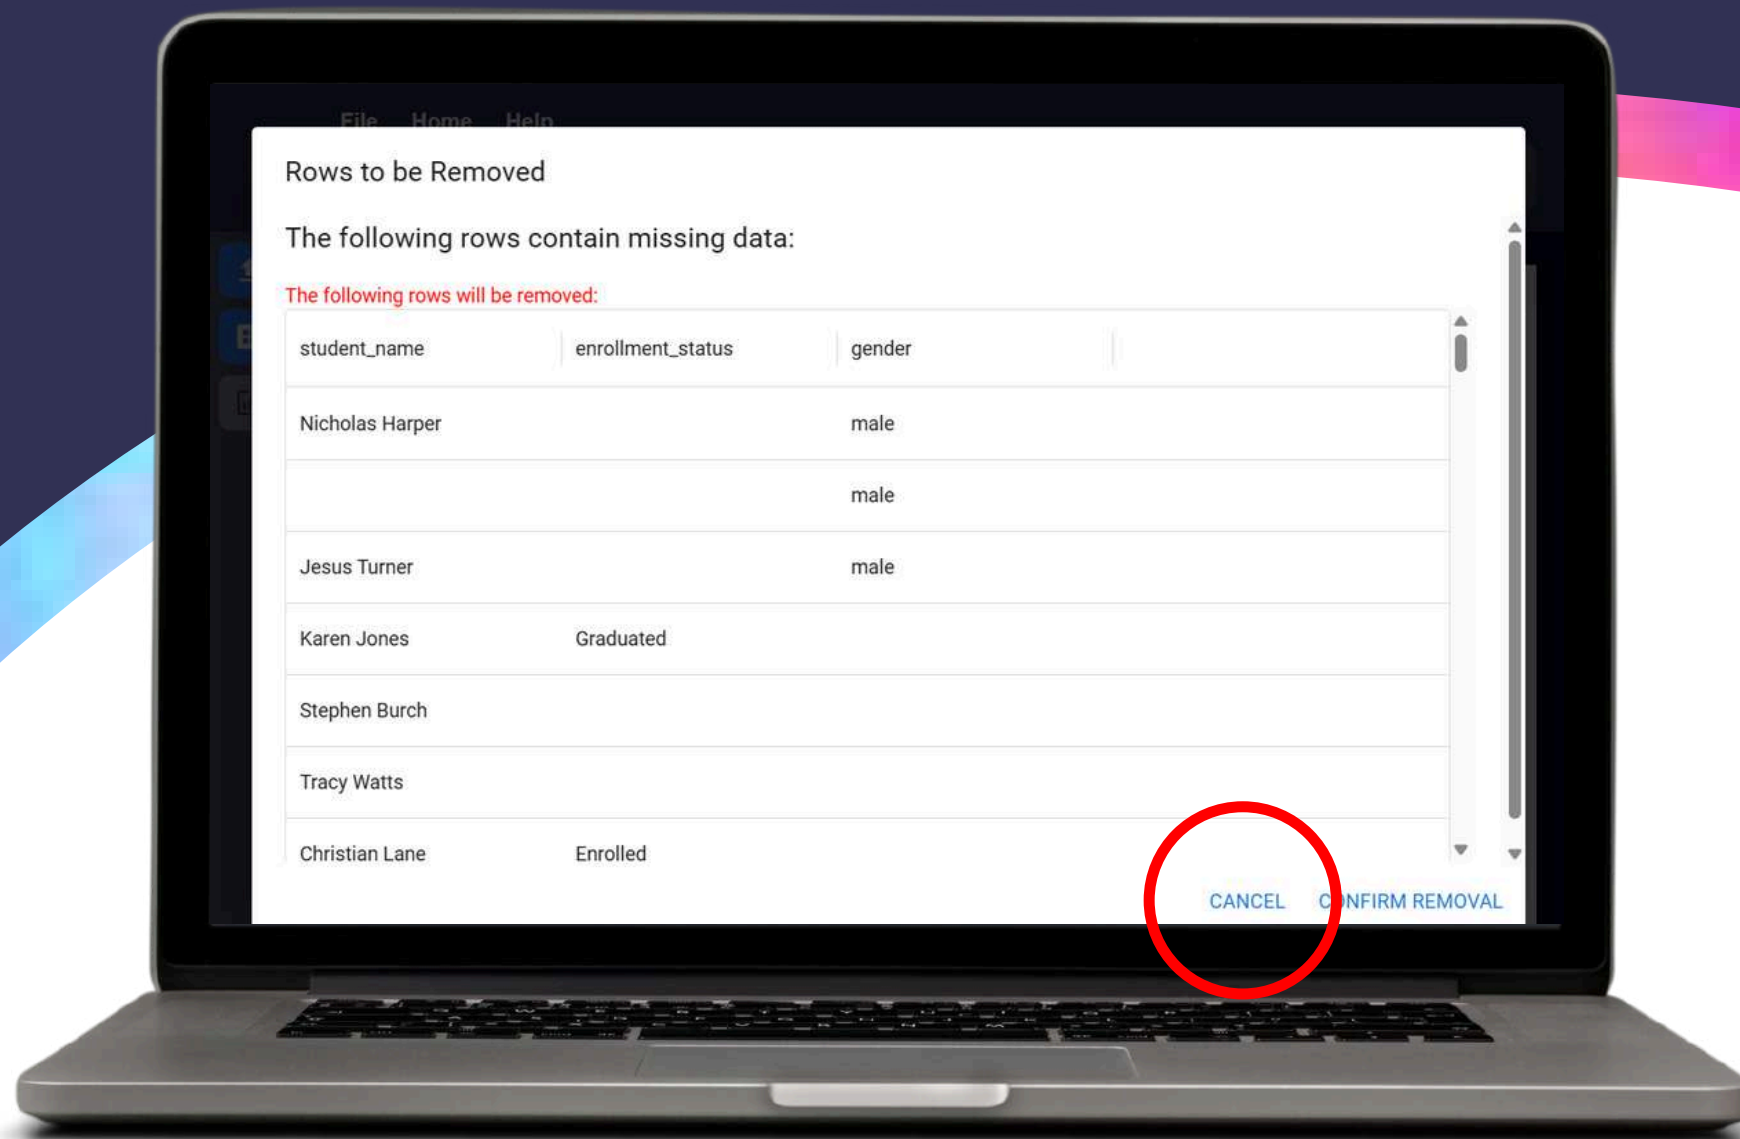 File Home Help
Rows to be Removed
The following rows contain missing data:
The following rows will be removed:
student_name enrollment_status gender
Nicholas Harper male
male
Jesus Turner male
Karen Jones Graduated
Stephen Burch
Tracy Watts
Christian Lane Enrolled
CANCEL CONFIRM REMOVAL